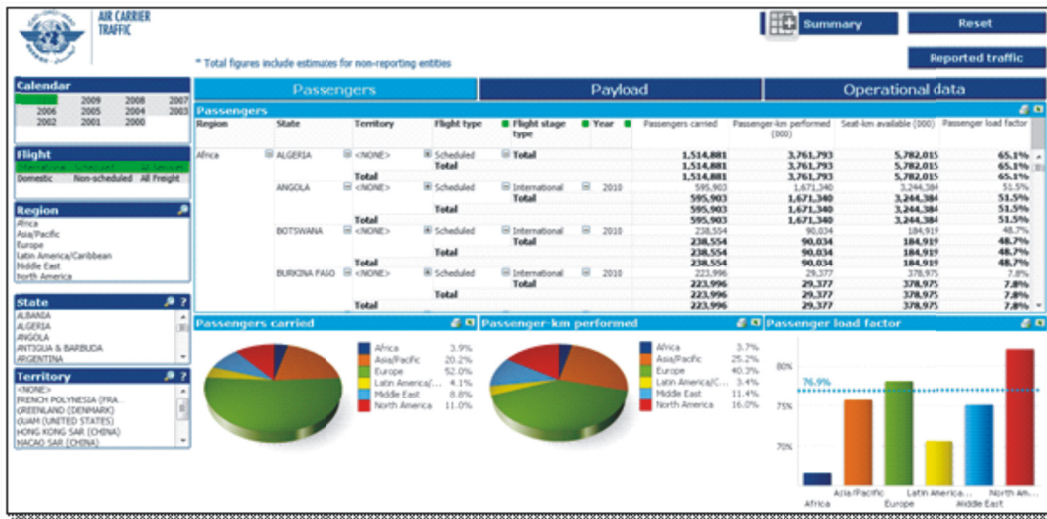 AIR CARRIER
TRAFFIC
Summary
Reset
Reported traffic
* Total figures include estimates for non-reporting entities
Calendar
2009 2008 2007
2006 2005 2004 2003
2002 2001 2000
Flight
International Scheduled All Services
Domestic Non-scheduled All Freight
Region
Africa
Asia/Pacific
Europe
Latin America/Caribbean
Middle East
North America
State
ALBANIA
ALGERIA
ANGOLA
ANTIGUA & BARBUDA
ARGENTINA
Territory
<NONE>
FRENCH POLYNESIA (FRA...
GREENLAND (DENMARK)
GUAM (UNITED STATES)
HONG KONG SAR (CHINA)
MACAO SAR (CHINA)
Passengers Payload Operational data
Passengers
Region State Territory Flight type Flight stage type Year Passengers carried Passenger-km performed (000) Seat-km available (000) Passenger load factor
Africa ALGERIA <NONE> Scheduled Total 1,514,881 3,761,793 5,782,015 65.1%
Total 1,514,881 3,761,793 5,782,015 65.1%
Total 1,514,881 3,761,793 5,782,015 65.1%
ANGOLA <NONE> Scheduled International 2010 595,903 1,671,340 3,244,384 51.5%
Total 595,903 1,671,340 3,244,384 51.5%
Total 595,903 1,671,340 3,244,384 51.5%
Total 595,903 1,671,340 3,244,384 51.5%
BOTSWANA <NONE> Scheduled International 2010 238,554 90,034 184,919 48.7%
Total 238,554 90,034 184,919 48.7%
Total 238,554 90,034 184,919 48.7%
Total 238,554 90,034 184,919 48.7%
BURKINA FASO <NONE> Scheduled International 2010 223,996 29,377 378,975 7.8%
Total 223,996 29,377 378,975 7.8%
Total 223,996 29,377 378,975 7.8%
Total 223,996 29,377 378,975 7.8%
Passengers carried
Africa 3.9%
Asia/Pacific 20.2%
Europe 52.0%
Latin America/... 4.1%
Middle East 8.8%
North America 11.0%
Passenger-km performed
Africa 3.7%
Asia/Pacific 25.2%
Europe 40.3%
Latin America/C... 3.4%
Middle East 11.4%
North America 16.0%
Passenger load factor
80%
76.9%
75%
70%
Asia/Pacific Latin America... North Am...
Africa Europe Middle East